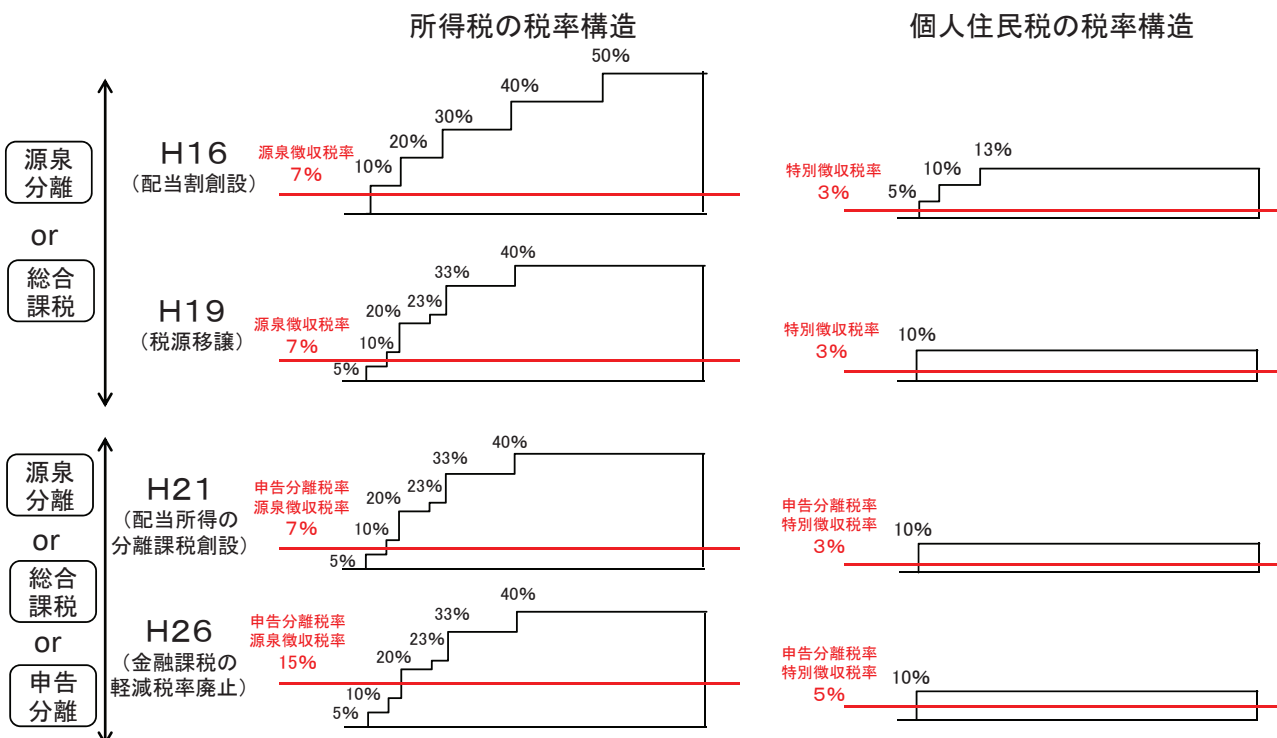 所得税の税率構造
個人住民税の税率構造
源泉
分離
or
総合
課税
H16
（配当割創設）
源泉徴収税率
7%
10%
20%
30%
40%
50%
特別徴収税率
3%
5%
10%
13%
H19
（税源移譲）
源泉徴収税率
7%
5%
10%
20%
23%
33%
40%
特別徴収税率
3%
10%
源泉
分離
or
総合
課税
or
申告
分離
H21
（配当所得の
分離課税創設）
申告分離税率
源泉徴収税率
7%
5%
10%
20%
23%
33%
40%
申告分離税率
特別徴収税率
3%
10%
H26
（金融課税の
軽減税率廃止）
申告分離税率
源泉徴収税率
15%
5%
10%
20%
23%
33%
40%
申告分離税率
特別徴収税率
5%
10%